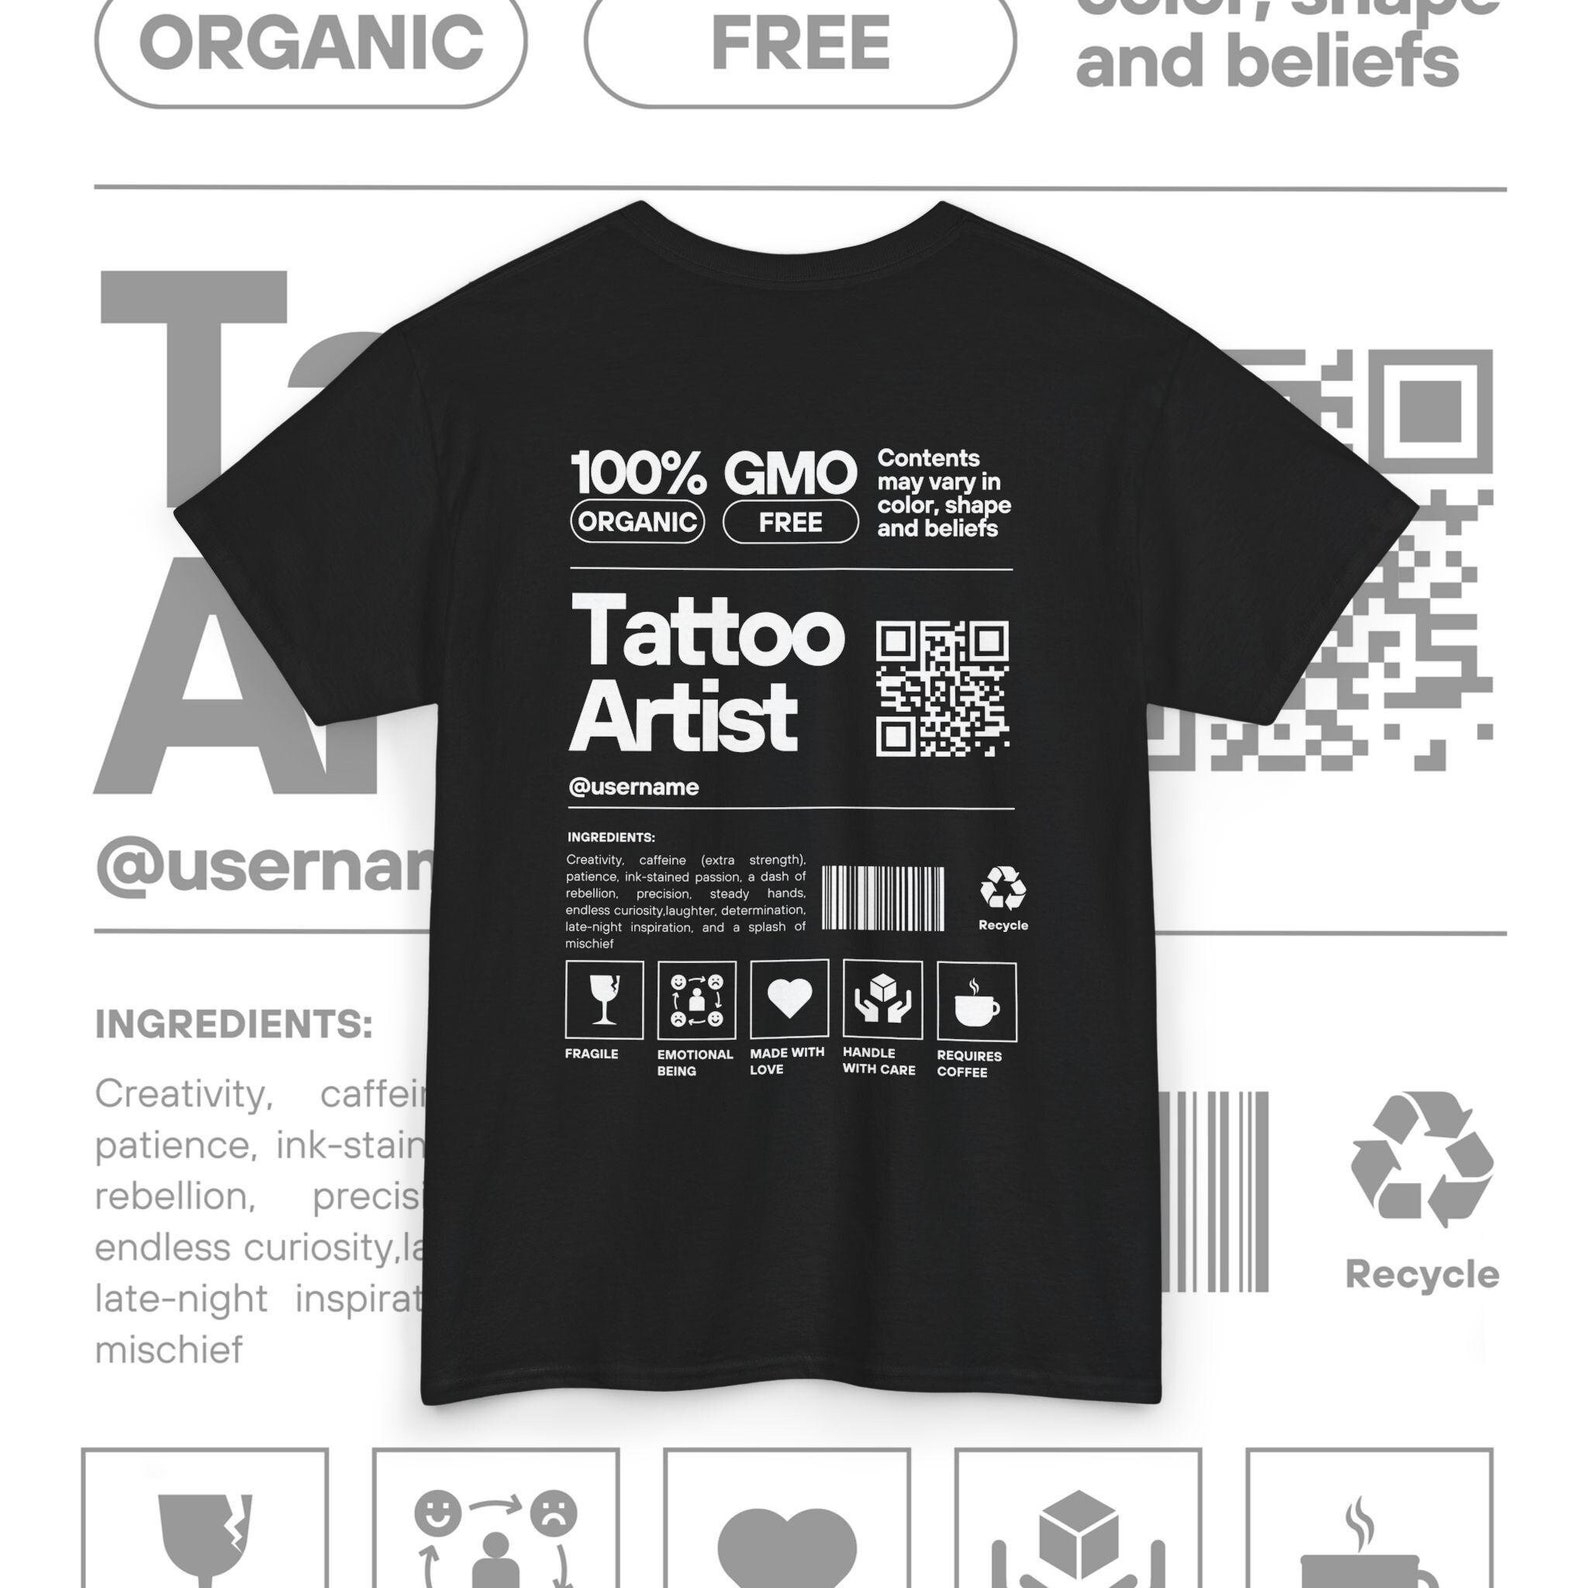 ORGANIC
FREE
color, shape
and beliefs
100%
ORGANIC
GMO
FREE
Contents
may vary in
color, shape
and beliefs
Tattoo
Artist
@username
INGREDIENTS:
Creativity, caffeine (extra strength),
patience, ink-stained passion, a dash of
rebellion, precision, steady hands,
endless curiosity,laughter, determination,
late-night inspiration, and a splash of
mischief
Recycle
FRAGILE
EMOTIONAL
BEING
MADE WITH
LOVE
HANDLE
WITH CARE
REQUIRES
COFFEE
Ta
Ar
@usernam
INGREDIENTS:
Creativity, caffei
patience, ink-stain
rebellion, precisi
endless curiosity,la
late-night inspirat
mischief
Recycle